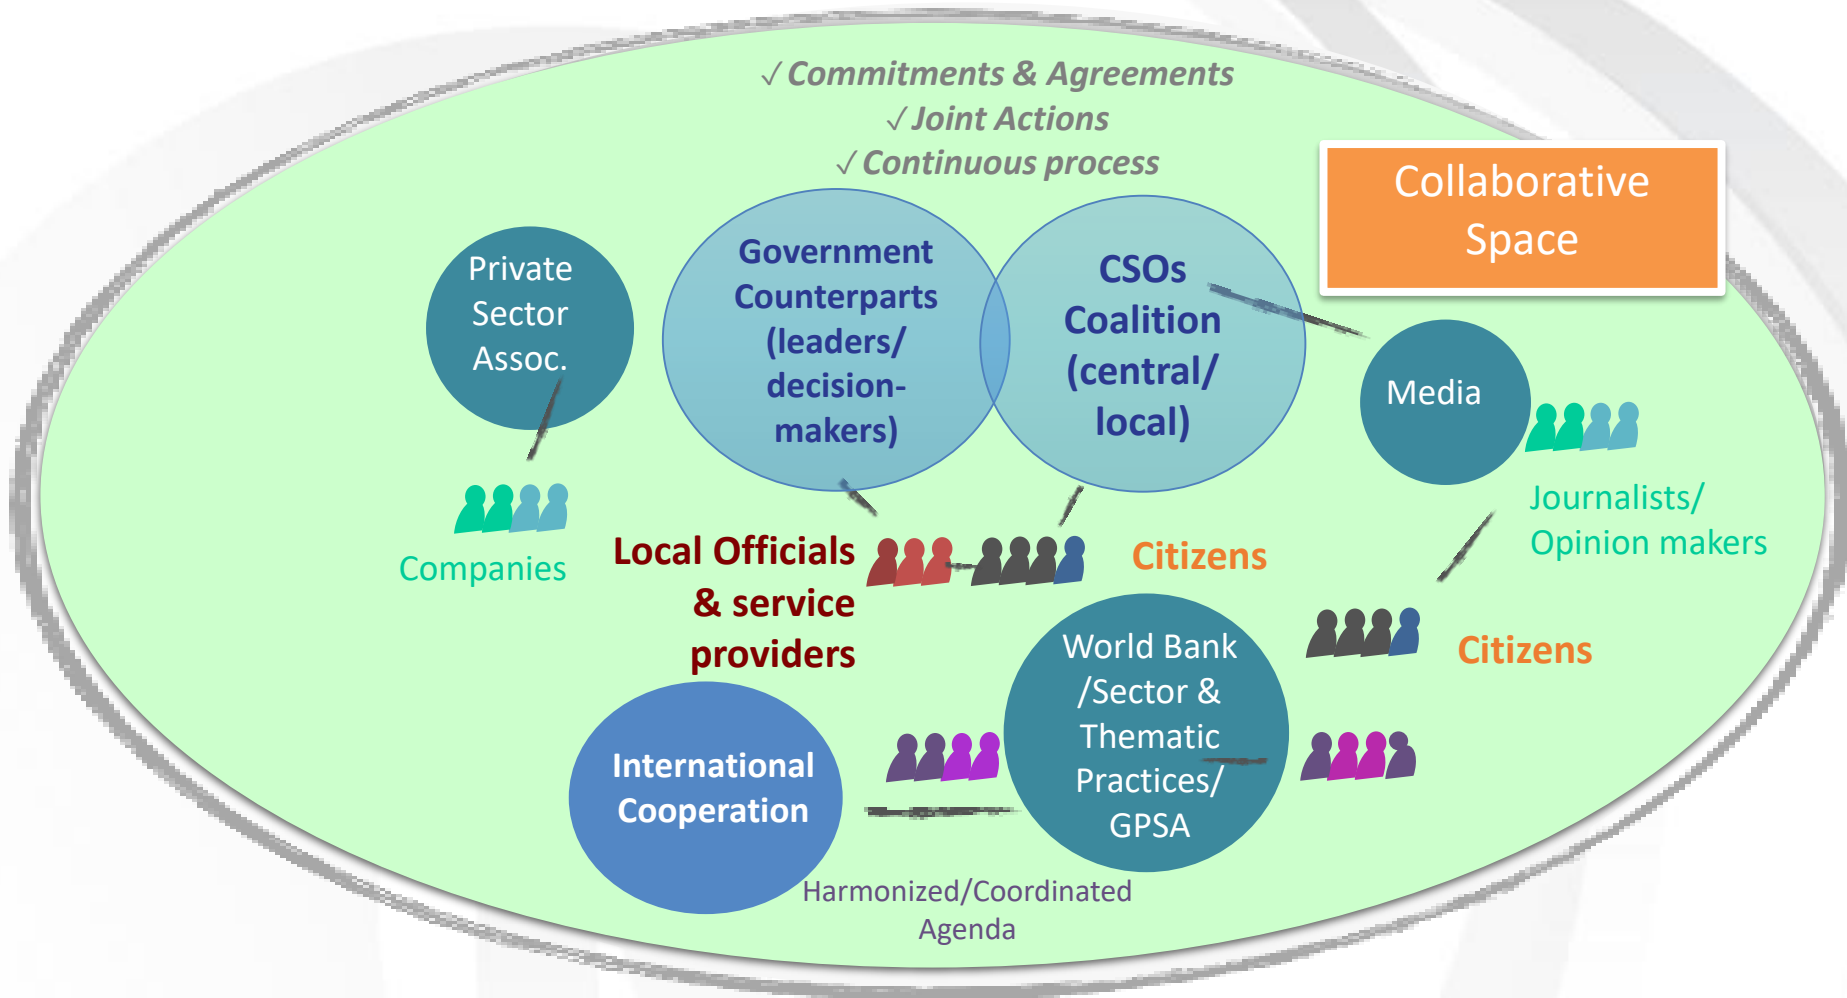 ✓Commitments & Agreements
✓Joint Actions
✓Continuous process
Collaborative
Space
Private
Sector
Assoc.
Government
Counterparts
(leaders/
decision-
makers)
CSOs
Coalition
(central/
local)
Media
Journalists/
Opinion makers
Companies
Local Officials
& service
providers
Citizens
Citizens
World Bank
/Sector &
Thematic
Practices/
GPSA
International
Cooperation
Harmonized/Coordinated
Agenda